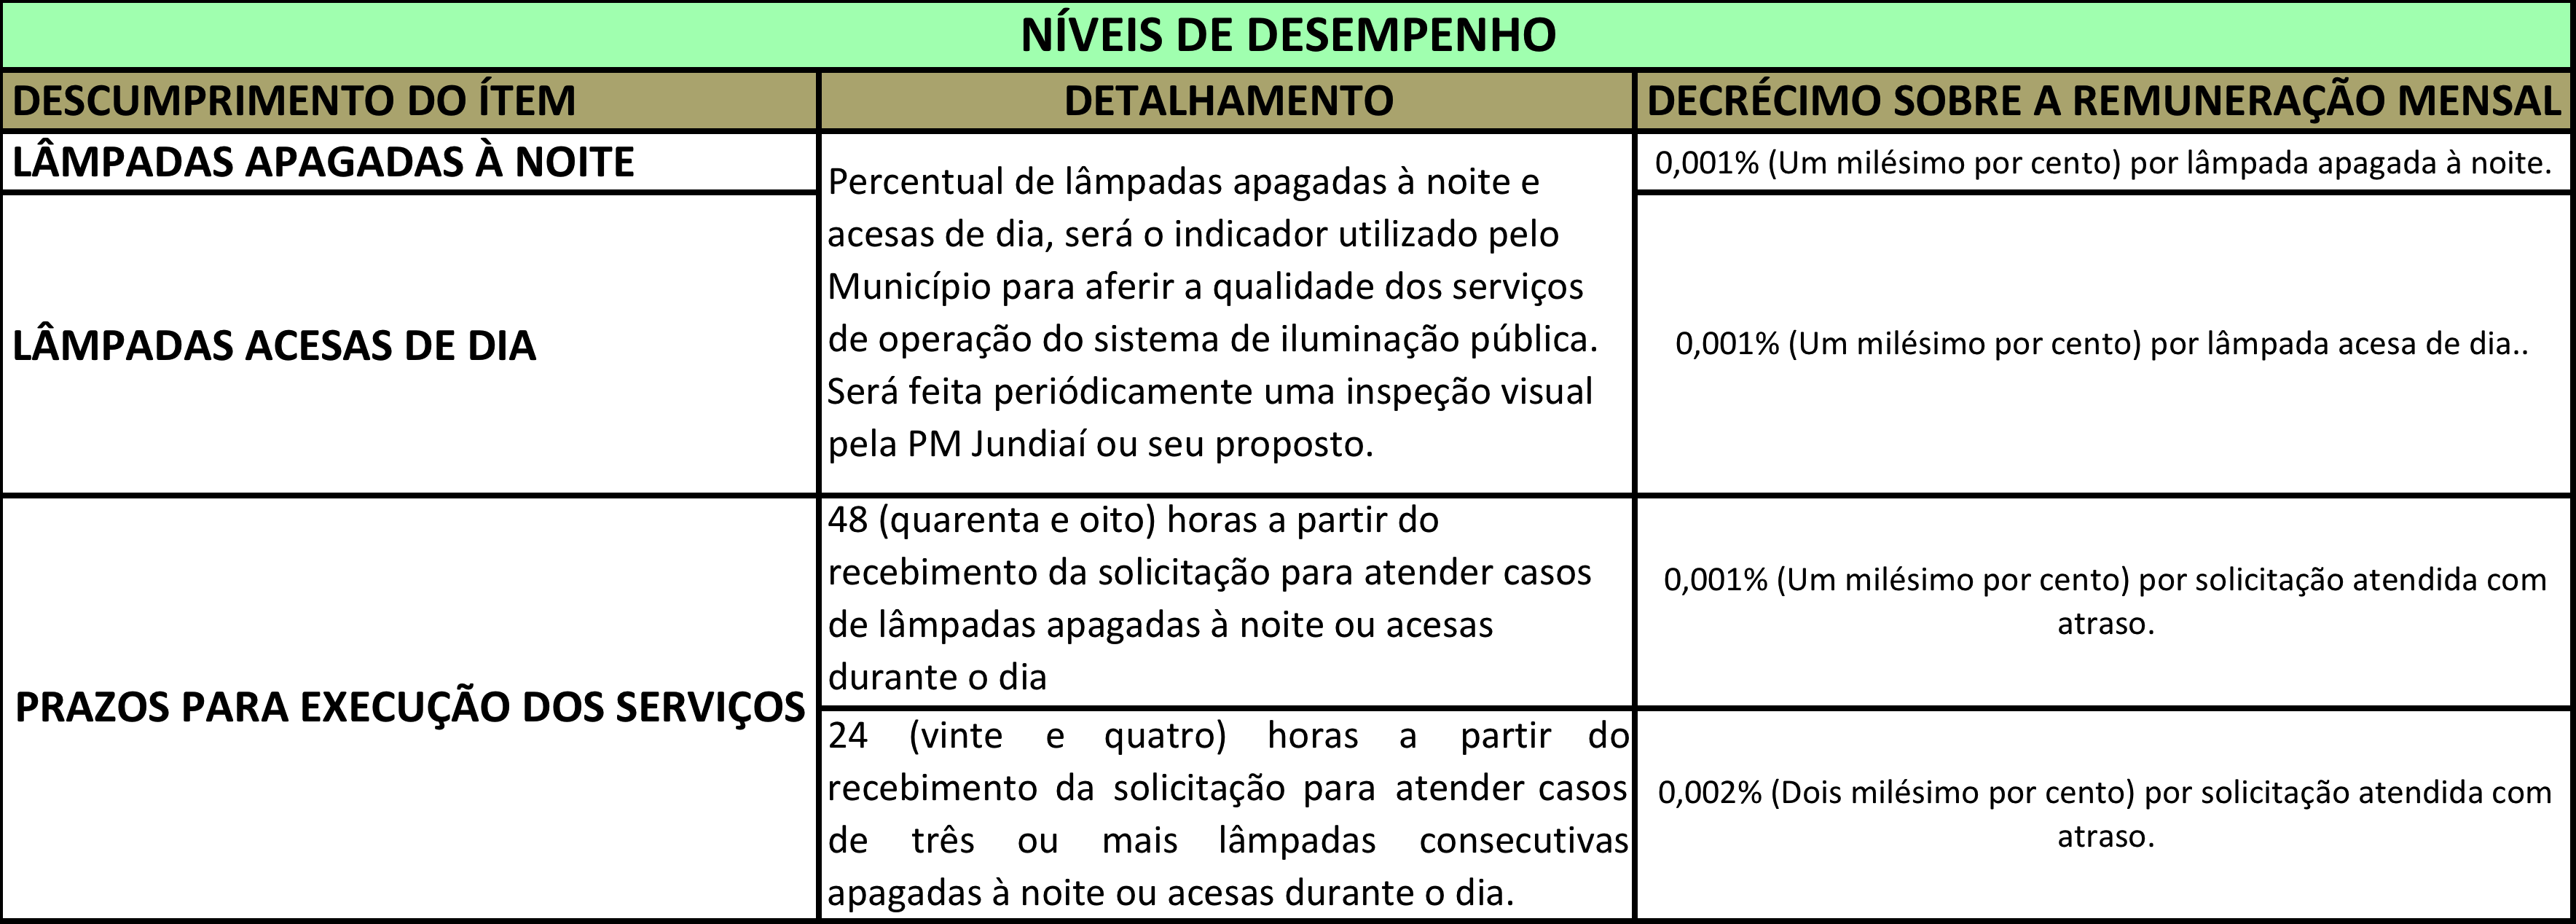 NÍVEIS DE DESEMPENHO
DESCUMPRIMENTO DO ÍTEM
DETALHAMENTO
DECRÉCIMO SOBRE A REMUNERAÇÃO MENSAL
LÂMPADAS APAGADAS À NOITE
Percentual de lâmpadas apagadas à noite e
acesas de dia, será o indicador utilizado pelo
Município para aferir a qualidade dos serviços
de operação do sistema de iluminação pública.
Será feita periódicamente uma inspeção visual
pela PM Jundiaí ou seu proposto.
0,001% (Um milésimo por cento) por lâmpada apagada à noite.
LÂMPADAS ACESAS DE DIA
0,001% (Um milésimo por cento) por lâmpada acesa de dia..
PRAZOS PARA EXECUÇÃO DOS SERVIÇOS
48 (quarenta e oito) horas a partir do
recebimento da solicitação para atender casos
de lâmpadas apagadas à noite ou acesas
durante o dia
0,001% (Um milésimo por cento) por solicitação atendida com
atraso.
24 (vinte e quatro) horas a partir do
recebimento da solicitação para atender casos
de três ou mais lâmpadas consecutivas
apagadas à noite ou acesas durante o dia.
0,002% (Dois milésimo por cento) por solicitação atendida com
atraso.